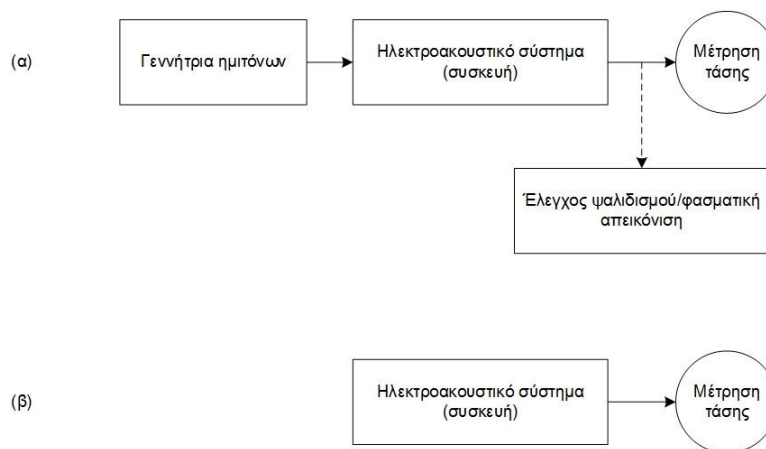 (α)
Γεννήτρια ημιτόνων
Ηλεκτροακουστικό σύστημα
(συσκευή)
Μέτρηση
τάσης
Έλεγχος ψαλιδισμού/φασματική
απεικόνιση
(β)
Ηλεκτροακουστικό σύστημα
(συσκευή)
Μέτρηση
τάσης